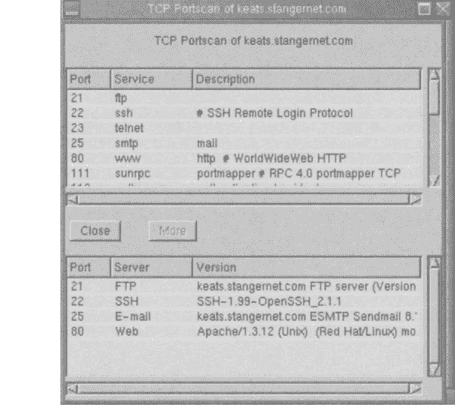 TCP Portscan of keats.stangernet.com
TCP Portscan of keats.stangernet.com
Port Service Description
21 ftp
22 ssh # SSH Remote Login Protocol
23 telnet
25 smtp mail
80 www http # WorldWideWeb HTTP
111 sunrpc portmapper # RPC 4.0 portmapper TCP
Close More
Port Server Version
21 FTP keats.stangernet.com FTP server (Version
22 SSH SSH-1.99-OpenSSH_2.1.1
25 E-mail keats.stangernet.com ESMTP Sendmail 8.
80 Web Apache/1.3.12 (Unix) (Red Hat/Linux) mo